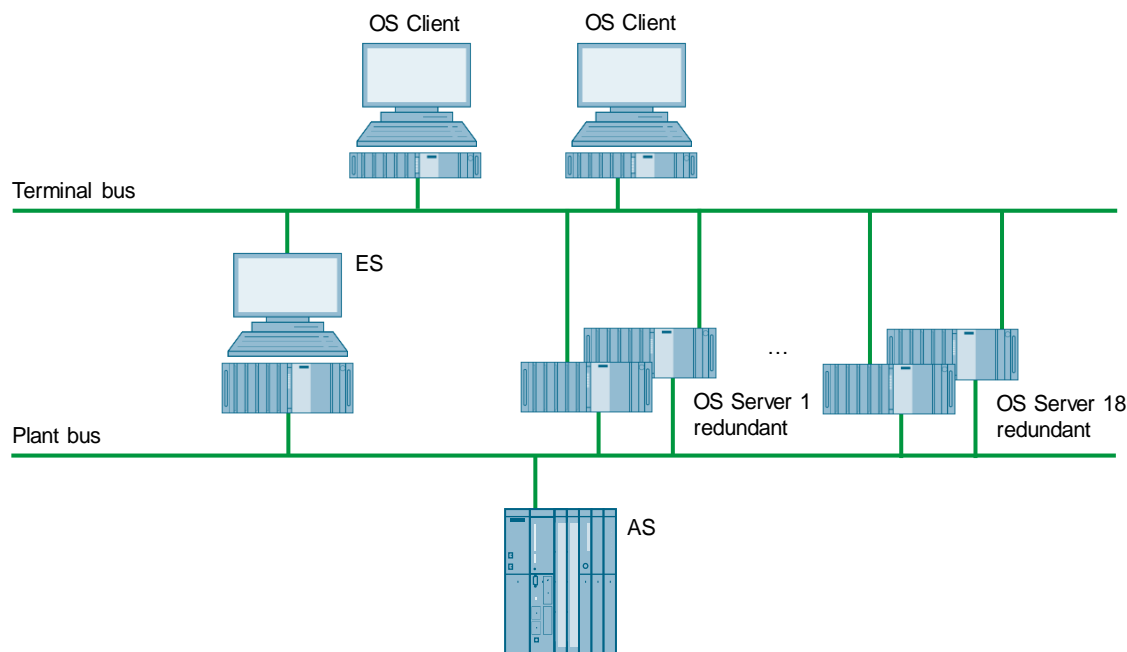 OS Client
OS Client
Terminal bus
ES
...
OS Server 1
redundant
OS Server 18
redundant
Plant bus
AS